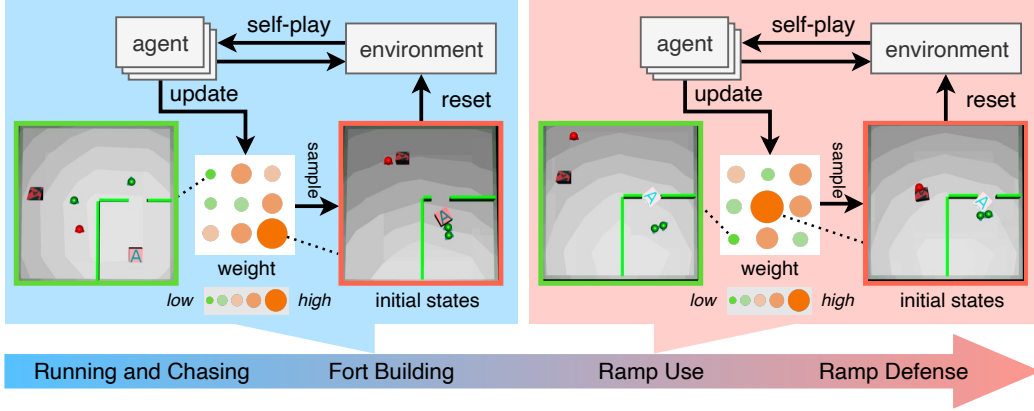 self-play
agent
environment
update
reset
sample
A
A
weight
low
high
initial states
self-play
agent
environment
update
reset
sample
A
A
weight
low
high
initial states
Running and Chasing
Fort Building
Ramp Use
Ramp Defense